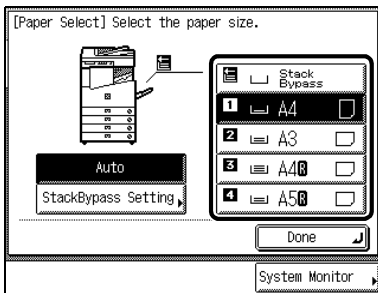 [Paper Select] Select the paper size.
Stack
Bypass
1 A4
2 A3
3 A4R
4 A5R
Auto
StackBypass Setting
Done
System Monitor